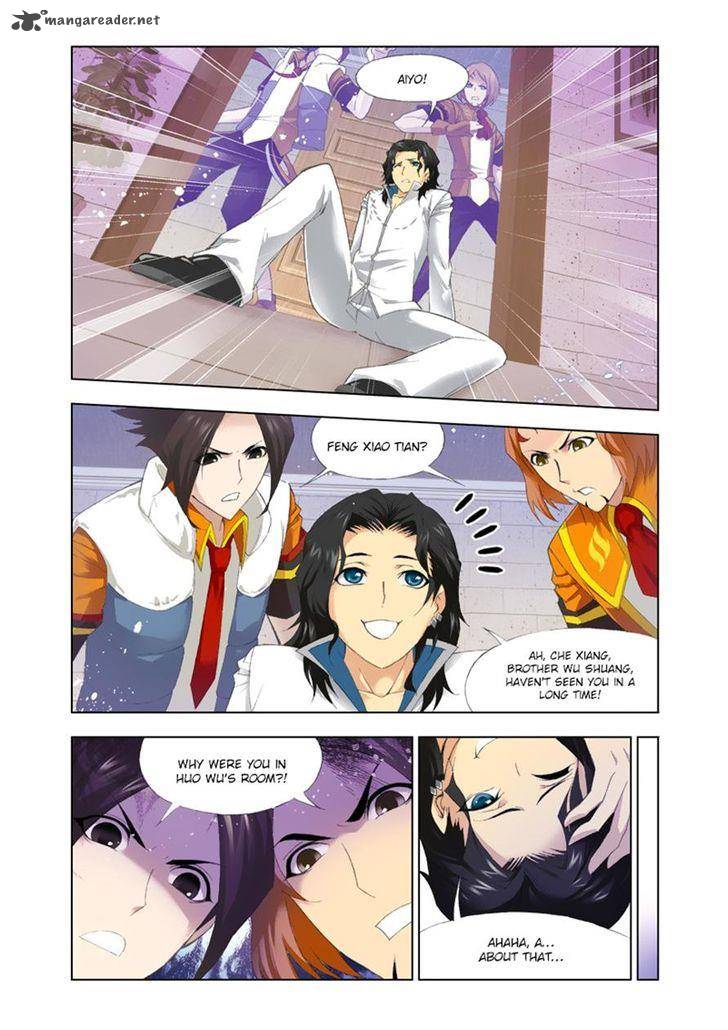 mangareader.net
AIYO!
FENG XIAO TIAN?
AH, CHE XIANG,
BROTHER WU SHUANG,
HAVEN'T SEEN YOU IN A
LONG TIME!
WHY WERE YOU IN
HUO WU'S ROOM?!
AHAHA, A...
ABOUT THAT...